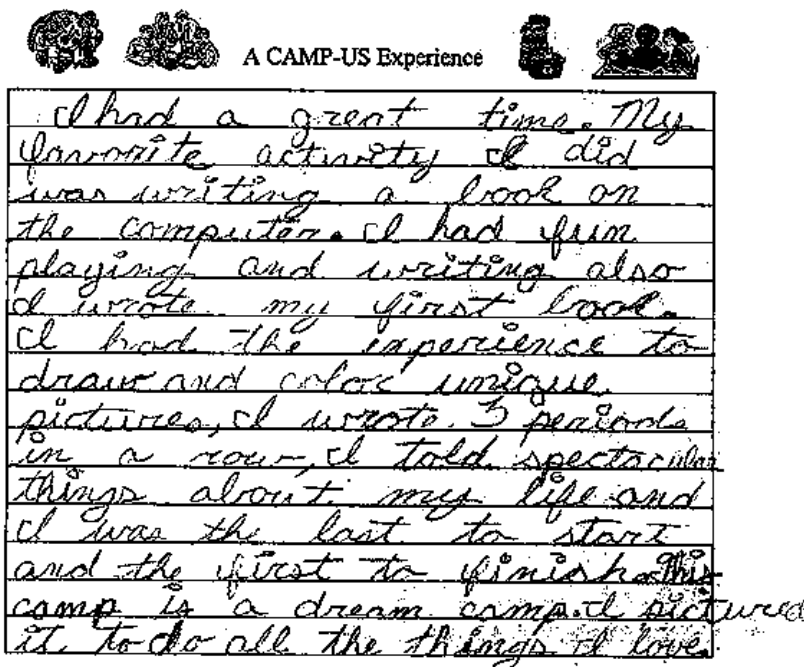 A CAMP-US Experience
I had a great time. My
favorite activity I did
was writing a book on
the computer. I had fun
playing and writing also
I wrote my first book.
I had the experience to
draw and color unique
pictures, I wrote 3 periods
in a row, I told spectacular
things about my life and
I was the last to start
and the first to finish. This
camp is a dream camp. I pictured
it to do all the things I love.